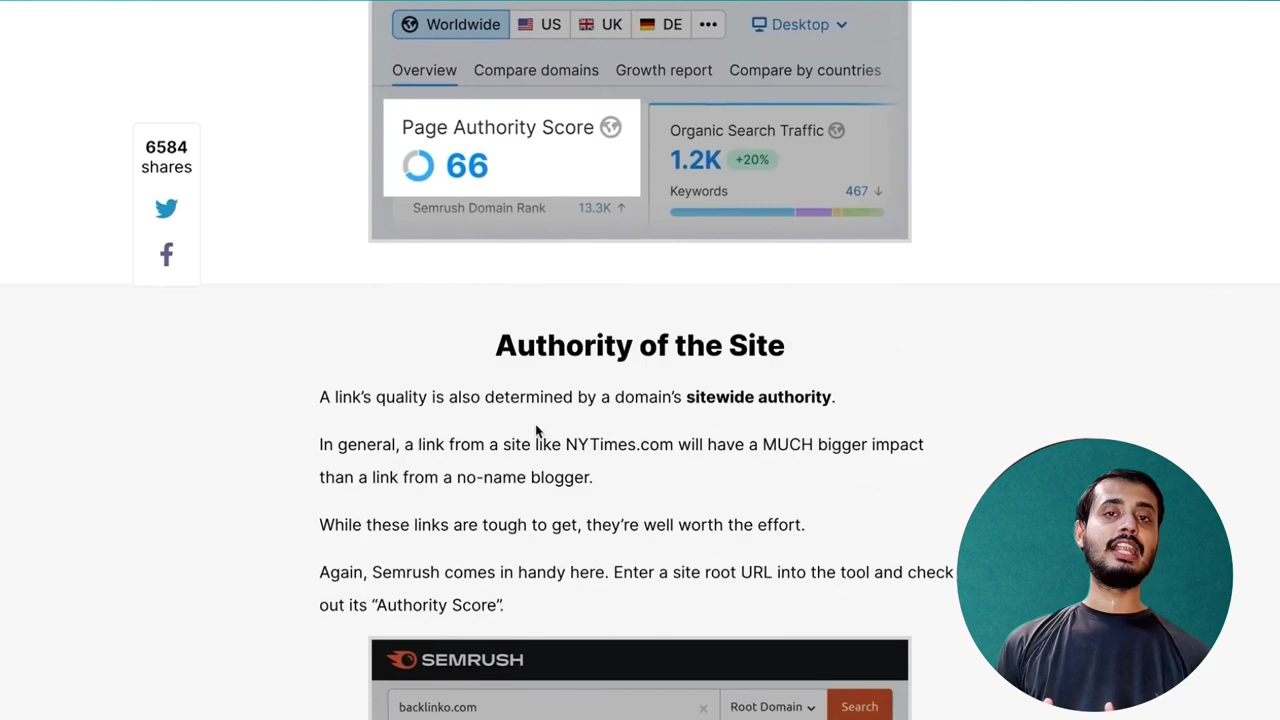 Worldwide US UK DE ••• Desktop
Overview Compare domains Growth report Compare by countries
Page Authority Score
66
Semrush Domain Rank 13.3K ↑
Organic Search Traffic
1.2K +20%
Keywords 467 ↓
6584
shares
Authority of the Site
A link’s quality is also determined by a domain’s sitewide authority.
In general, a link from a site like NYTimes.com will have a MUCH bigger impact
than a link from a no-name blogger.
While these links are tough to get, they’re well worth the effort.
Again, Semrush comes in handy here. Enter a site root URL into the tool and check
out its “Authority Score”.
SEMRUSH
backlinko.com × Root Domain Search